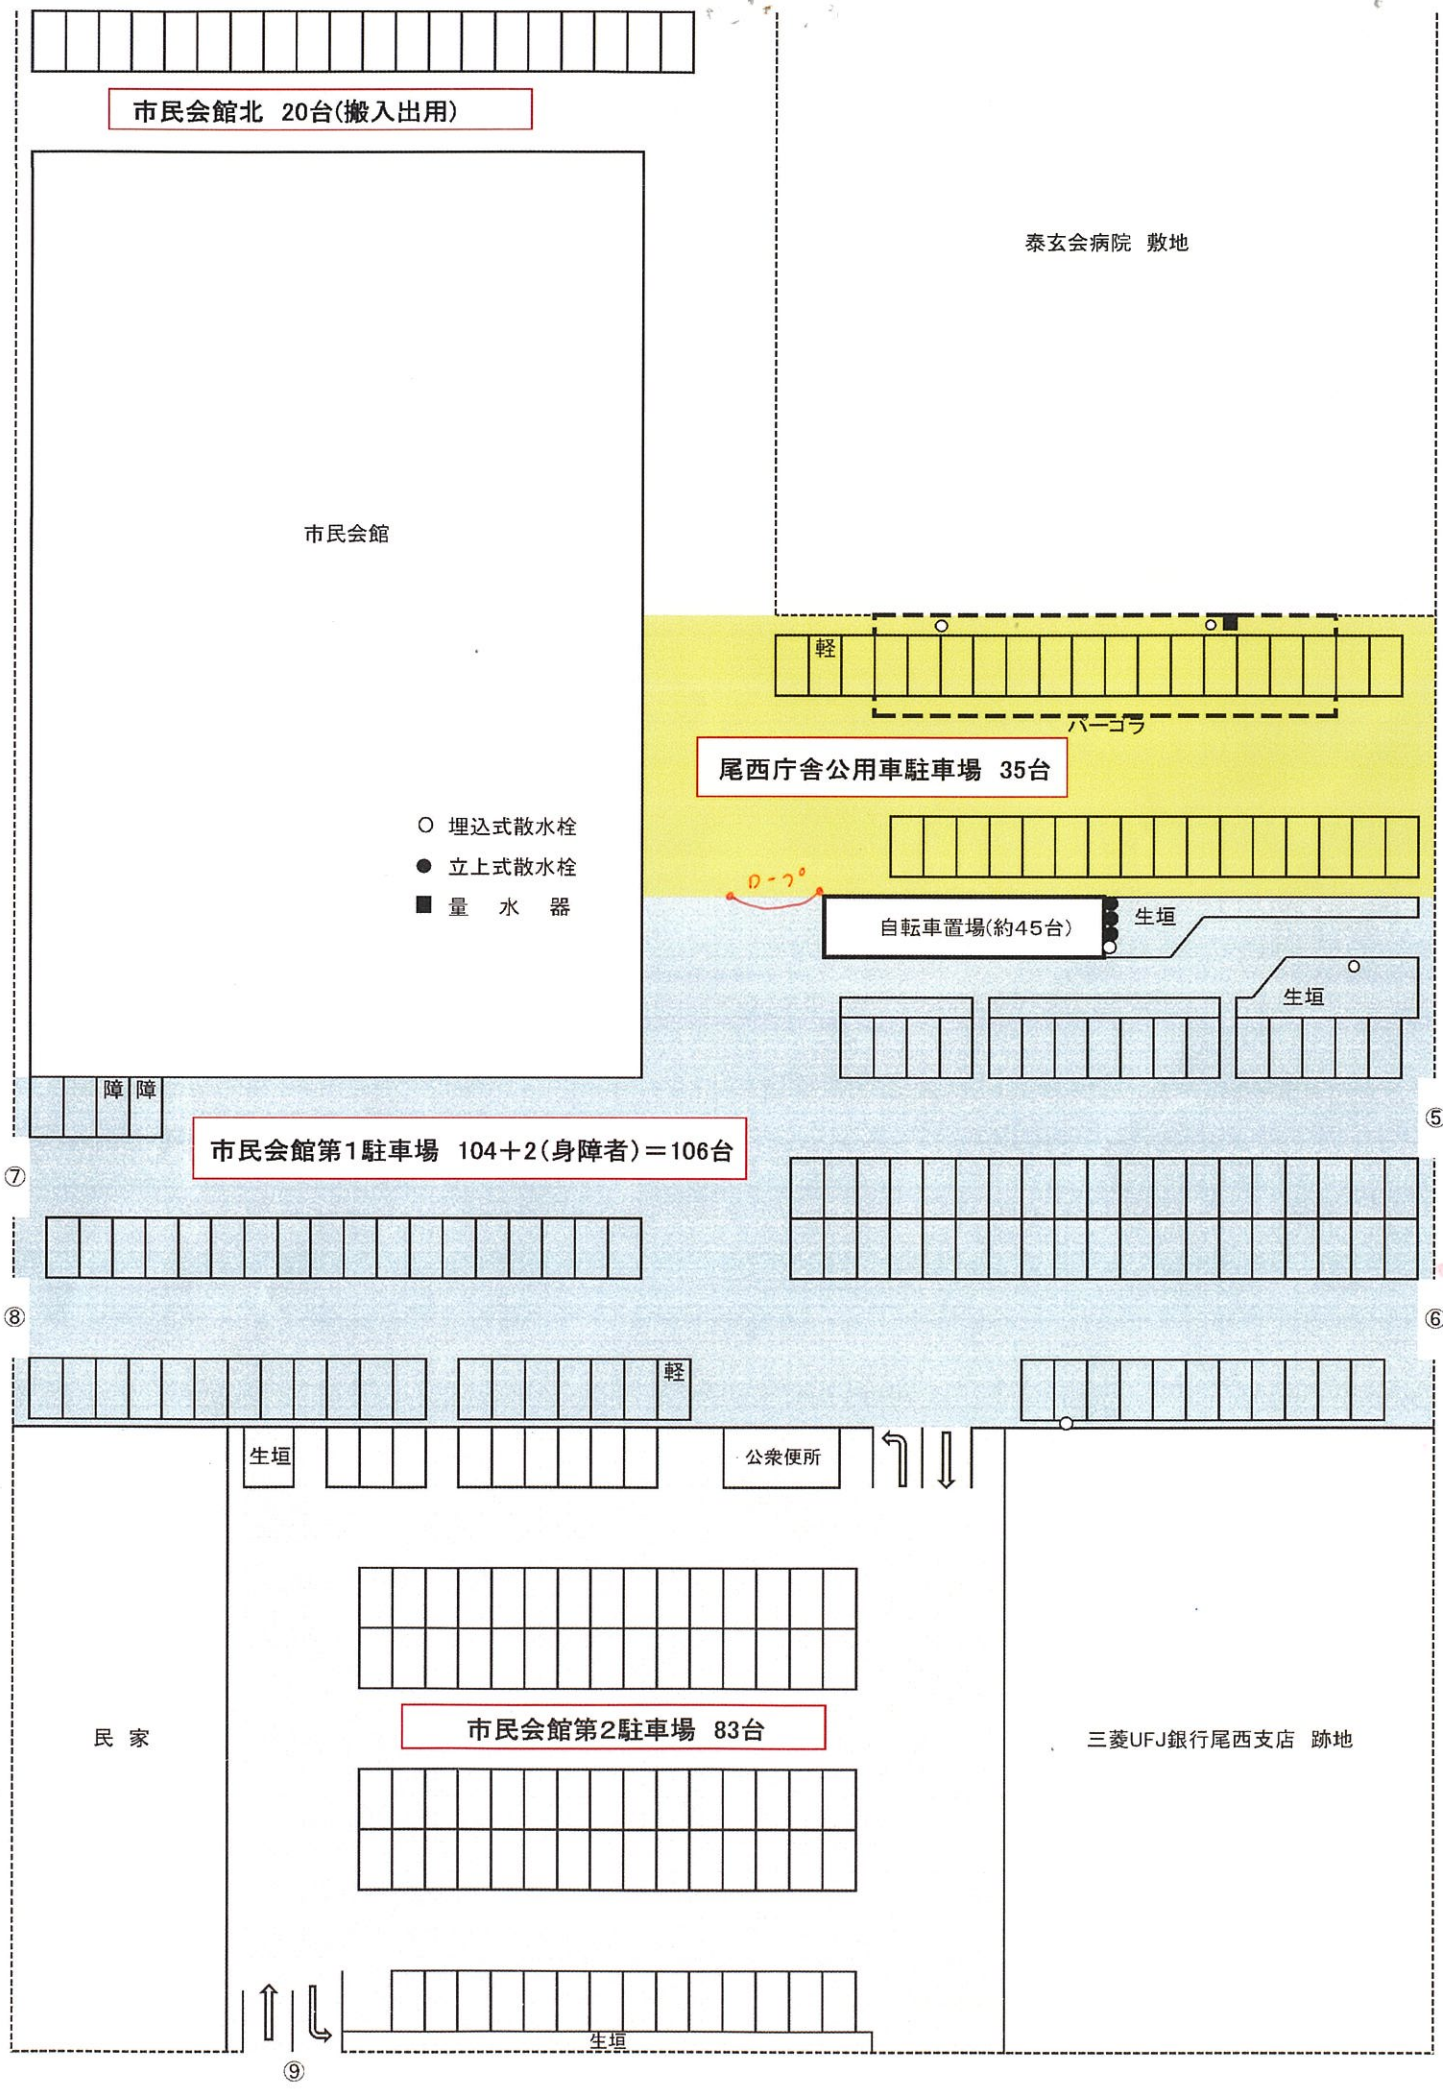 市民会館北 20台(搬入出用)
泰玄会病院 敷地
市民会館
軽
パーゴラ
尾西庁舎公用車駐車場 35台
○ 埋込式散水栓
● 立上式散水栓
■ 量 水 器
ロープ
自転車置場(約45台)
生垣
生垣
障 障
⑤
市民会館第1駐車場 104+2(身障者)=106台
⑦
⑧
⑥
軽
生垣
公衆便所
民 家
市民会館第2駐車場 83台
三菱UFJ銀行尾西支店 跡地
生垣
⑨